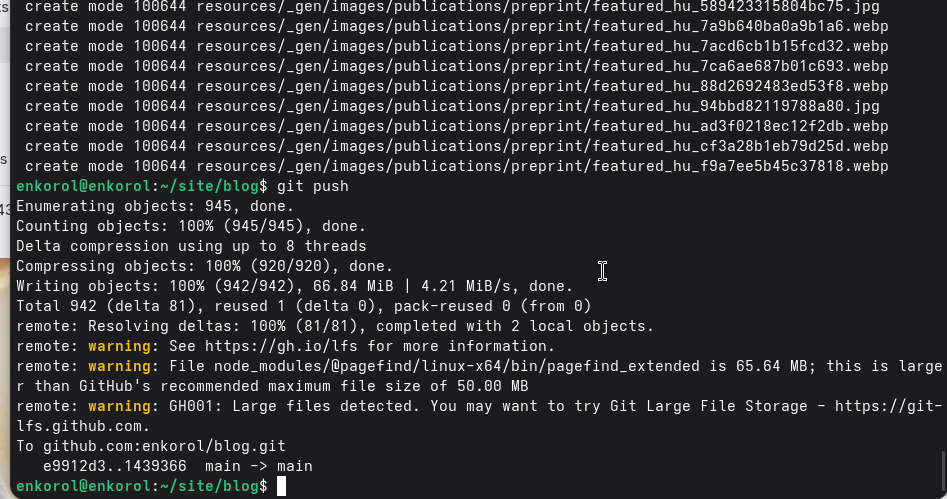 create mode 100644 resources/_gen/images/publications/preprint/featured_hu_589423315804bc75.jpg
create mode 100644 resources/_gen/images/publications/preprint/featured_hu_7a9b640ba0a9b1a6.webp
create mode 100644 resources/_gen/images/publications/preprint/featured_hu_7acd6cb1b15fcd32.webp
create mode 100644 resources/_gen/images/publications/preprint/featured_hu_7ca6ae687b01c693.webp
create mode 100644 resources/_gen/images/publications/preprint/featured_hu_88d2692483ed53f8.webp
create mode 100644 resources/_gen/images/publications/preprint/featured_hu_94bbd82119788a80.jpg
create mode 100644 resources/_gen/images/publications/preprint/featured_hu_ad3f0218ec12f2db.webp
create mode 100644 resources/_gen/images/publications/preprint/featured_hu_cf3a28b1eb79d25d.webp
create mode 100644 resources/_gen/images/publications/preprint/featured_hu_f9a7ee5b45c37818.webp
enkorol@enkorol:~/site/blog$ git push
Enumerating objects: 945, done.
Counting objects: 100% (945/945), done.
Delta compression using up to 8 threads
Compressing objects: 100% (920/920), done.
Writing objects: 100% (942/942), 66.84 MiB | 4.21 MiB/s, done.
Total 942 (delta 81), reused 1 (delta 0), pack-reused 0 (from 0)
remote: Resolving deltas: 100% (81/81), completed with 2 local objects.
remote: warning: See https://gh.io/lfs for more information.
remote: warning: File node_modules/@pagefind/linux-x64/bin/pagefind_extended is 65.64 MB; this is large
r than GitHub's recommended maximum file size of 50.00 MB
remote: warning: GH001: Large files detected. You may want to try Git Large File Storage - https://git-
lfs.github.com.
To github.com:enkorol/blog.git
e9912d3..1439366  main -> main
enkorol@enkorol:~/site/blog$